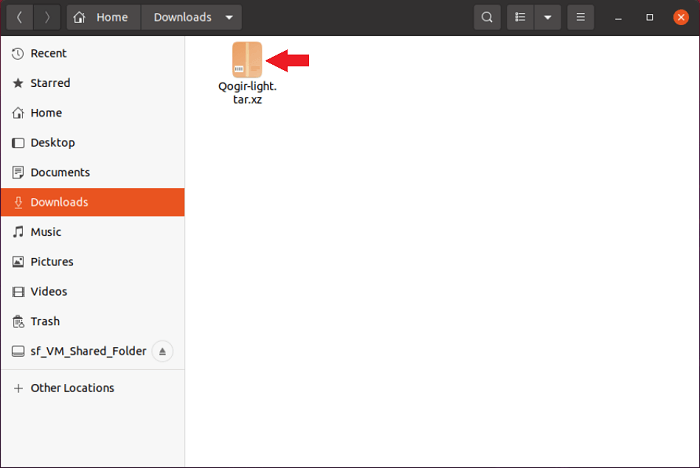 Home Downloads
Recent
Starred
Home
Desktop
Documents
Downloads
Music
Pictures
Videos
Trash
sf_VM_Shared_Folder
Other Locations
Qogir-light.
tar.xz